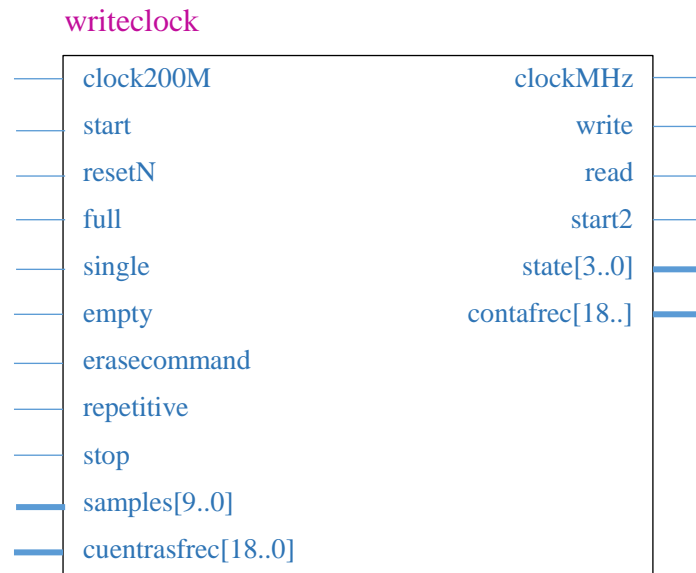 writeclock
clock200M clockMHz
start write
resetN read
full start2
single state[3..0]
empty contafrec[18..]
erasecommand
repetitive
stop
samples[9..0]
cuentrasfrec[18..0]